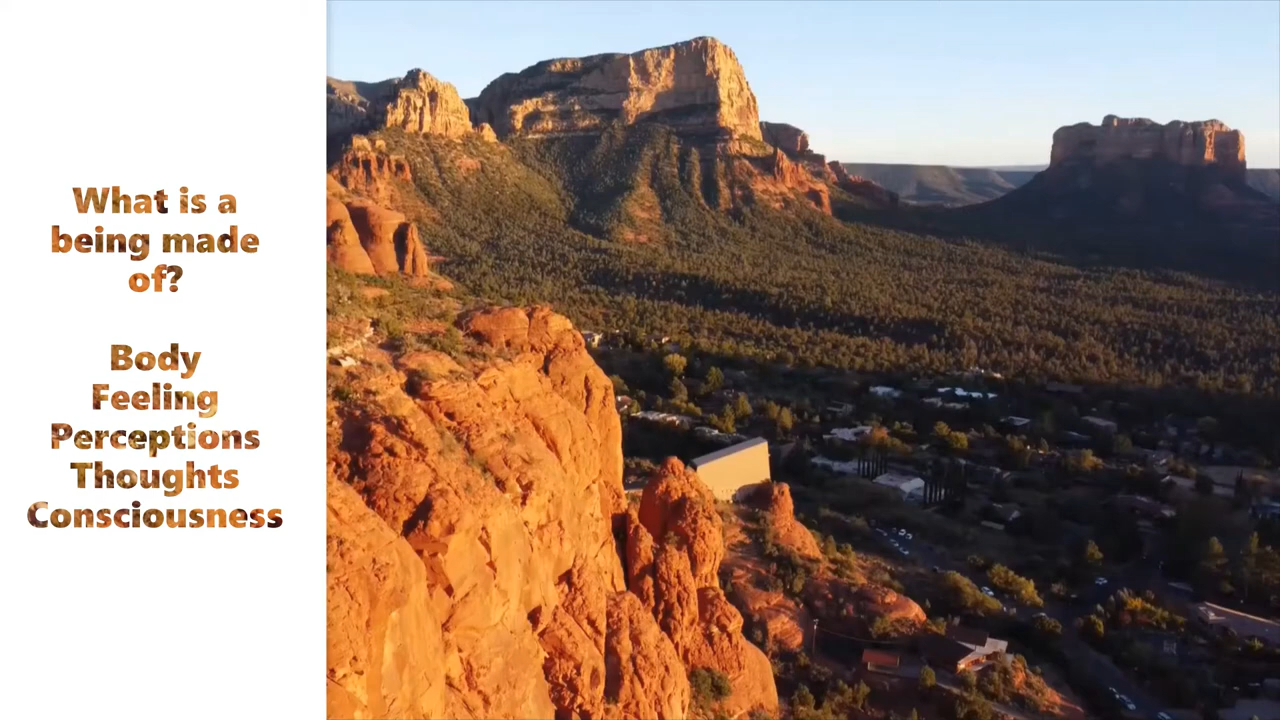 What is a
being made
of?
Body
Feeling
Perceptions
Thoughts
Consciousness